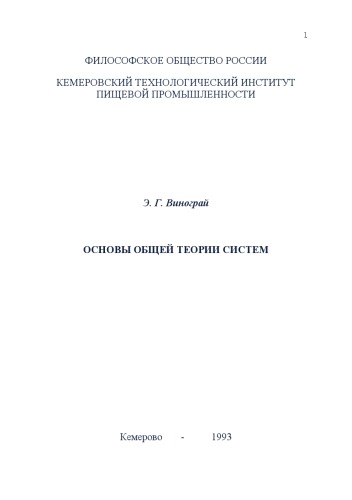 1
ФИЛОСОФСКОЕ ОБЩЕСТВО РОССИИ
КЕМЕРОВСКИЙ ТЕХНОЛОГИЧЕСКИЙ ИНСТИТУТ
ПИЩЕВОЙ ПРОМЫШЛЕННОСТИ
Э. Г. Винограй
ОСНОВЫ ОБЩЕЙ ТЕОРИИ СИСТЕМ
Кемерово - 1993